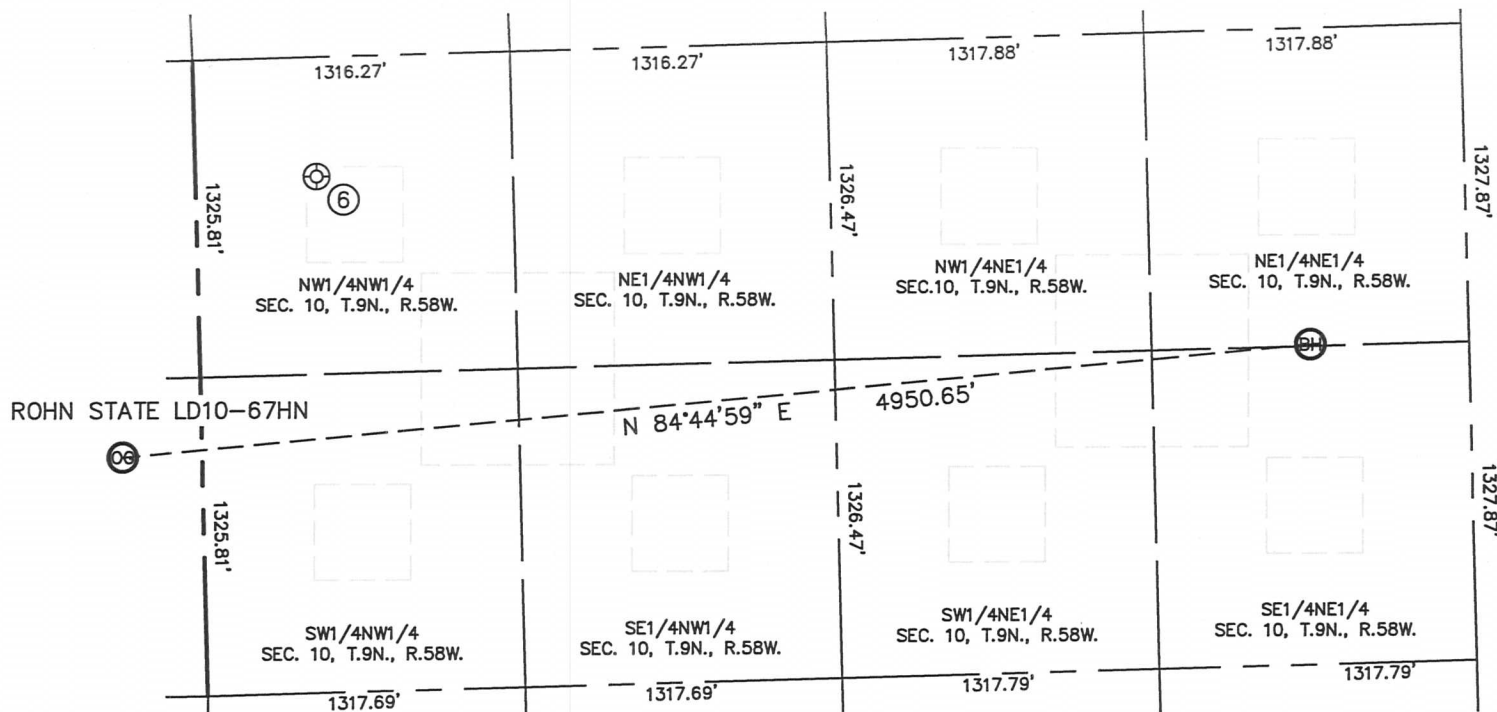 1316.27'
1316.27'
1317.88'
1317.88'
1325.81'
6
1326.47'
1327.87'
NW1/4NW1/4
SEC. 10, T.9N., R.58W.
NE1/4NW1/4
SEC. 10, T.9N., R.58W.
NW1/4NE1/4
SEC.10, T.9N., R.58W.
NE1/4NE1/4
SEC. 10, T.9N., R.58W.
BH
ROHN STATE LD10-67HN
N 84°44'59" E
4950.65'
OG
1325.81'
1326.47'
1327.87'
SW1/4NW1/4
SEC. 10, T.9N., R.58W.
SE1/4NW1/4
SEC. 10, T.9N., R.58W.
SW1/4NE1/4
SEC. 10, T.9N., R.58W.
SE1/4NE1/4
SEC. 10, T.9N., R.58W.
1317.69'
1317.69'
1317.79'
1317.79'